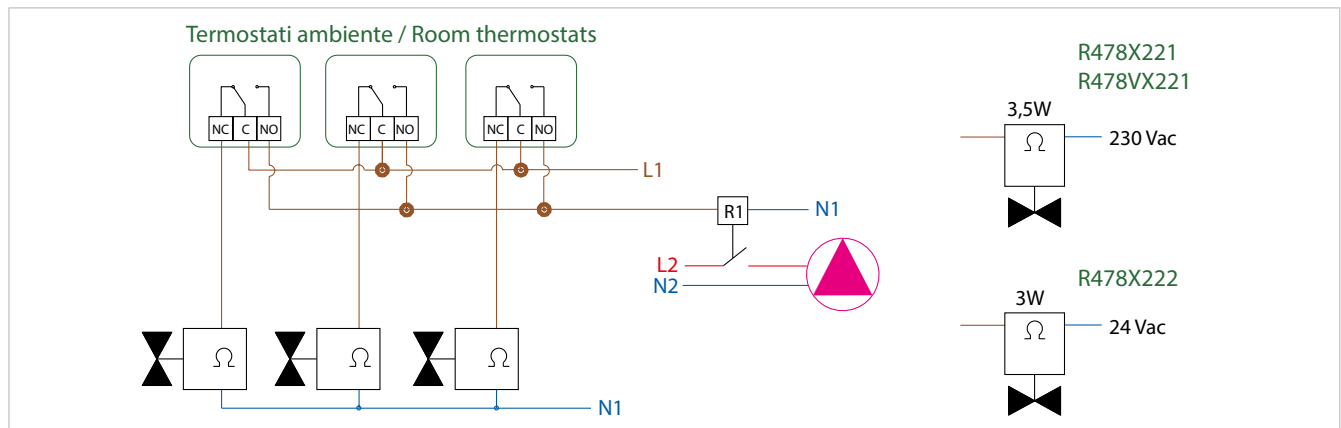 Termostati ambiente / Room thermostats
NC C NO
NC C NO
NC C NO
L1
R1
N1
L2
N2
Ω
Ω
Ω
N1
R478X221
R478VX221
3,5W
Ω
230 Vac
R478X222
3W
Ω
24 Vac